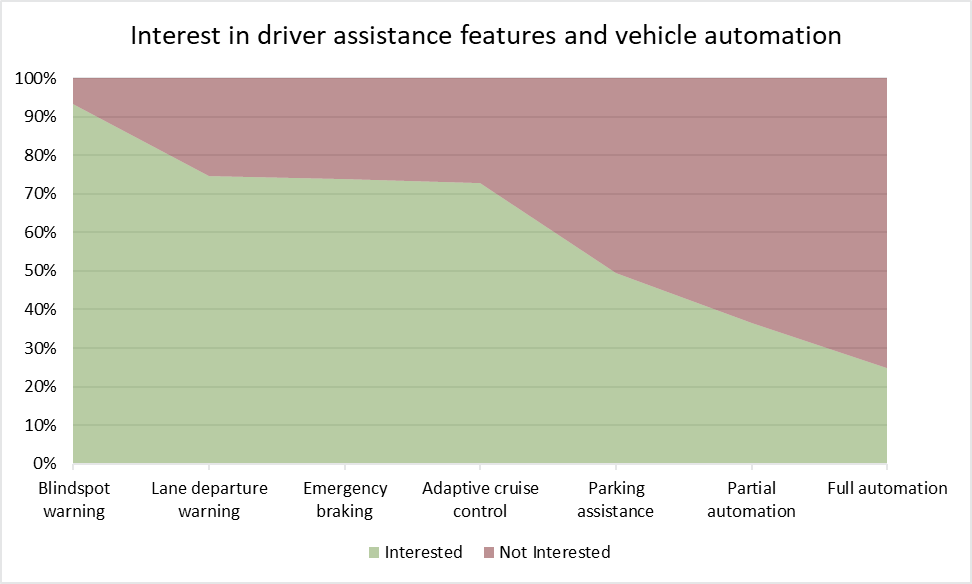 Interest in driver assistance features and vehicle automation
100%
90%
80%
70%
60%
50%
40%
30%
20%
10%
0%
Blindspot
warning
Lane departure
warning
Emergency
braking
Adaptive cruise
control
Parking
assistance
Partial
automation
Full automation
Interested
Not Interested